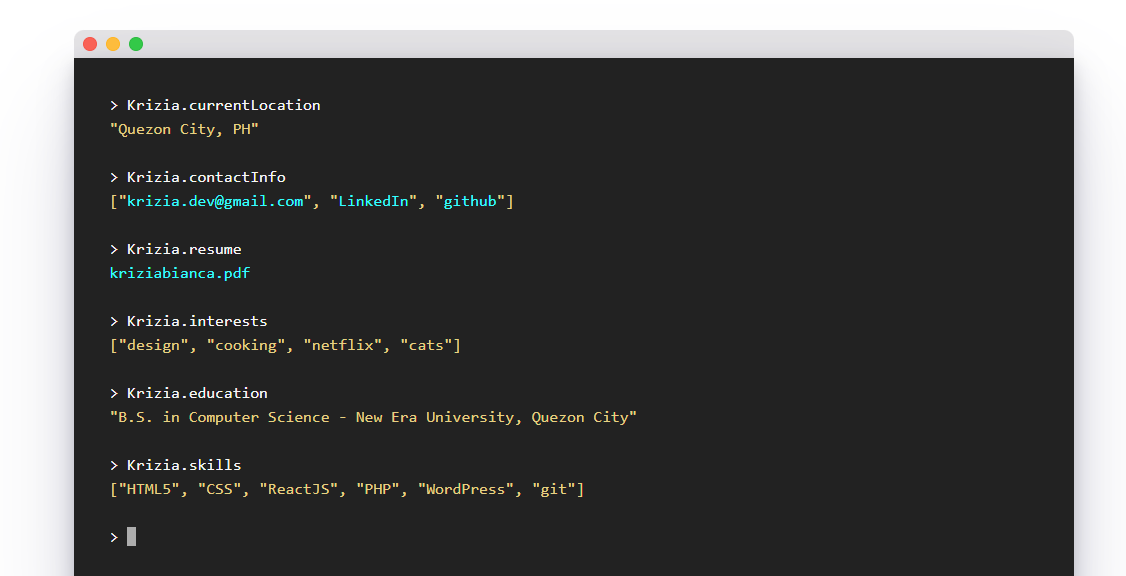 > Krizia.currentLocation
"Quezon City, PH"
> Krizia.contactInfo
["krizia.dev@gmail.com", "LinkedIn", "github"]
> Krizia.resume
kriziabianca.pdf
> Krizia.interests
["design", "cooking", "netflix", "cats"]
> Krizia.education
"B.S. in Computer Science - New Era University, Quezon City"
> Krizia.skills
["HTML5", "CSS", "ReactJS", "PHP", "WordPress", "git"]
>